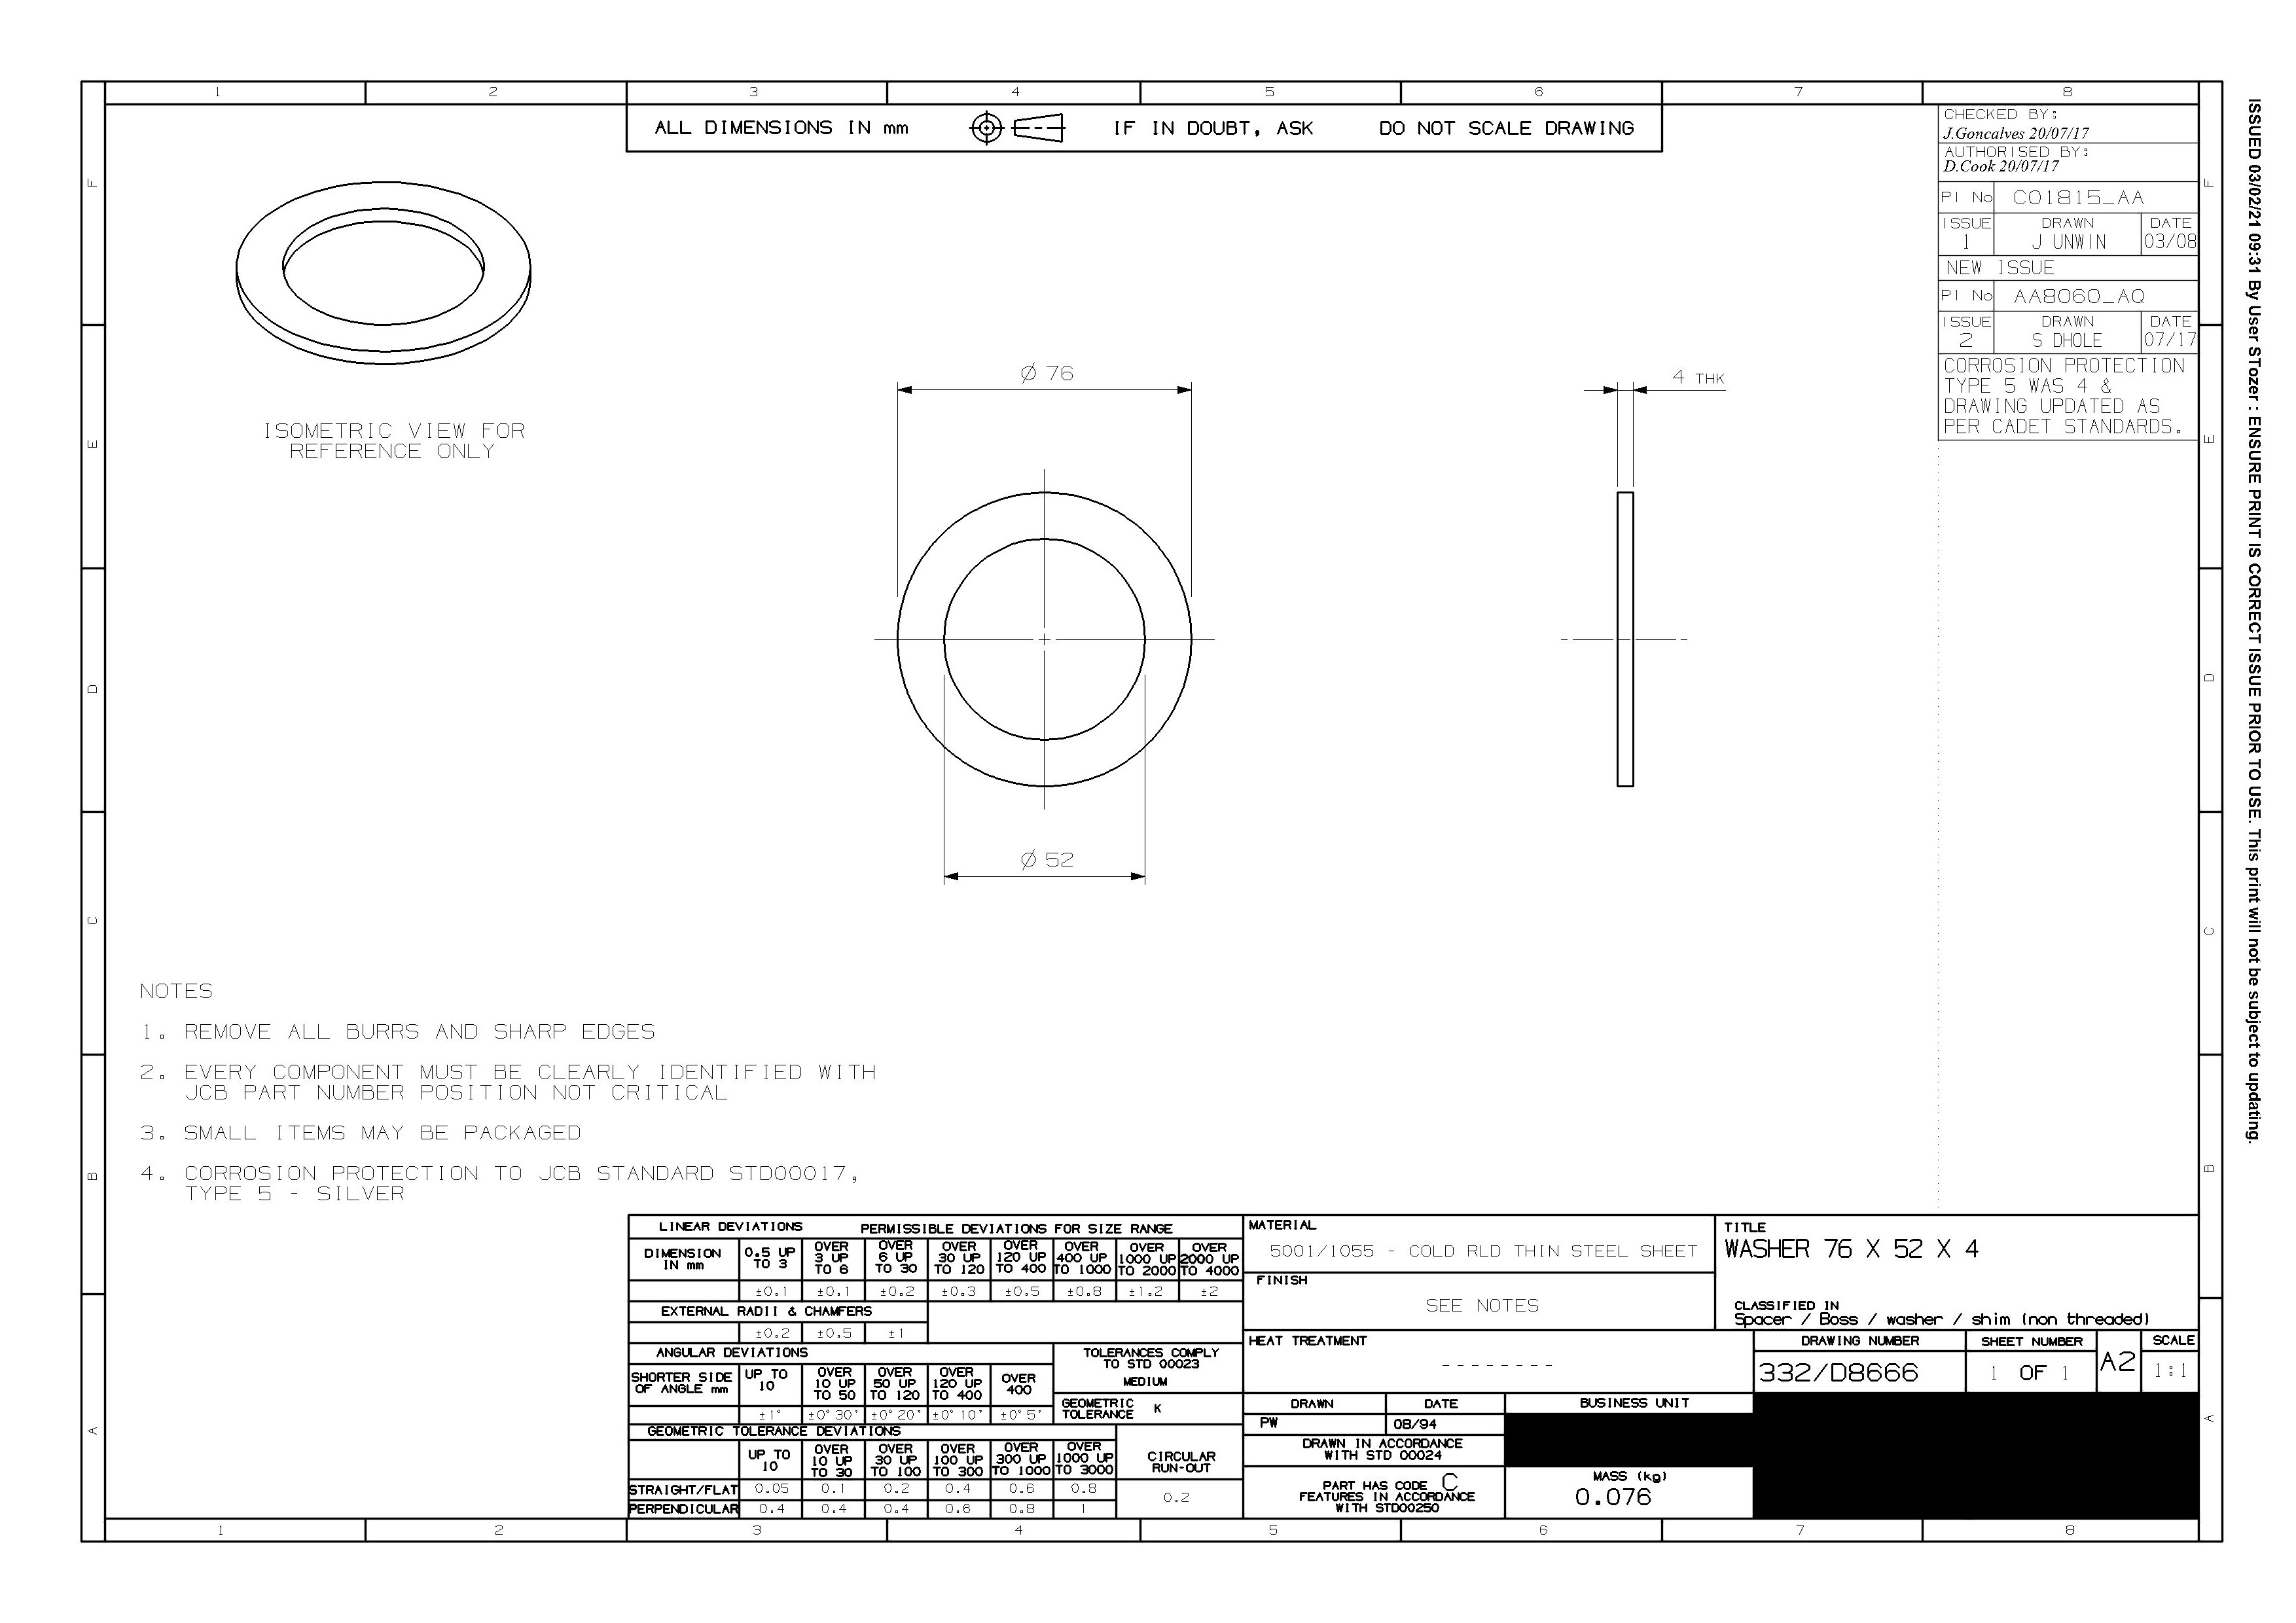 1 2 3 4 5 6 7 8
ALL DIMENSIONS IN mm IF IN DOUBT, ASK DO NOT SCALE DRAWING
CHECKED BY:
J.Goncalves 20/07/17
AUTHORISED BY:
D.Cook 20/07/17
PI No CO1815_AA
ISSUE DRAWN DATE
1 J UNWIN 03/08
NEW ISSUE
PI No AA8060_AQ
ISSUE DRAWN DATE
2 S DHOLE 07/17
CORROSION PROTECTION
TYPE 5 WAS 4 &
DRAWING UPDATED AS
PER CADET STANDARDS.
F F
E E
D D
C C
B B
A A
ISSUED 03/02/21 09:31 By User STozer : ENSURE PRINT IS CORRECT ISSUE PRIOR TO USE. This print will not be subject to updating.
ISOMETRIC VIEW FOR
REFERENCE ONLY
Ø 76
4 THK
Ø 52
NOTES
1. REMOVE ALL BURRS AND SHARP EDGES
2. EVERY COMPONENT MUST BE CLEARLY IDENTIFIED WITH
JCB PART NUMBER POSITION NOT CRITICAL
3. SMALL ITEMS MAY BE PACKAGED
4. CORROSION PROTECTION TO JCB STANDARD STD00017,
TYPE 5 - SILVER
LINEAR DEVIATIONS PERMISSIBLE DEVIATIONS FOR SIZE RANGE
DIMENSION IN mm 0.5 UP TO 3 OVER 3 UP TO 6 OVER 6 UP TO 30 OVER 30 UP TO 120 OVER 120 UP TO 400 OVER 400 UP TO 1000 OVER 1000 UP TO 2000 OVER 2000 UP TO 4000
±0.1 ±0.1 ±0.2 ±0.3 ±0.5 ±0.8 ±1.2 ±2
EXTERNAL RADII & CHAMFERS
±0.2 ±0.5 ±1
ANGULAR DEVIATIONS
SHORTER SIDE OF ANGLE mm UP TO 10 OVER 10 UP TO 50 OVER 50 UP TO 120 OVER 120 UP TO 400 OVER 400
±1° ±0°30' ±0°20' ±0°10' ±0°5'
TOLERANCES COMPLY
TO STD 00023
MEDIUM
GEOMETRIC TOLERANCE K
GEOMETRIC TOLERANCE DEVIATIONS
UP TO 10 OVER 10 UP TO 30 OVER 30 UP TO 100 OVER 100 UP TO 300 OVER 300 UP TO 1000 OVER 1000 UP TO 3000
STRAIGHT/FLAT 0.05 0.1 0.2 0.4 0.6 0.8
PERPENDICULAR 0.4 0.4 0.4 0.6 0.8 1
CIRCULAR
RUN-OUT
0.2
MATERIAL
5001/1055 - COLD RLD THIN STEEL SHEET
FINISH
SEE NOTES
HEAT TREATMENT
- - - - - - - -
DRAWN DATE BUSINESS UNIT
PW 08/94
DRAWN IN ACCORDANCE
WITH STD 00024
PART HAS CODE C
FEATURES IN ACCORDANCE
WITH STD00250
MASS (kg)
0.076
TITLE
WASHER 76 X 52 X 4
CLASSIFIED IN
Spacer / Boss / washer / shim (non threaded)
DRAWING NUMBER SHEET NUMBER A2 SCALE
332/D8666 1 OF 1 1:1
1 2 3 4 5 6 7 8